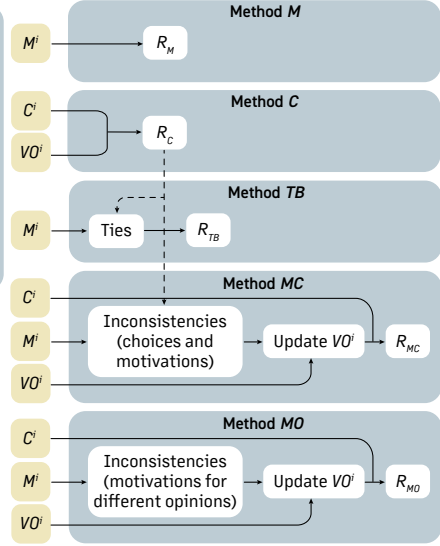 Method M
Mⁱ
R_M
Method C
Cⁱ
VOⁱ
R_C
Method TB
Mⁱ
Ties
R_TB
Method MC
Cⁱ
Mⁱ
VOⁱ
Inconsistencies
(choices and
motivations)
Update VOⁱ
R_MC
Method MO
Cⁱ
Mⁱ
VOⁱ
Inconsistencies
(motivations for
different opinions)
Update VOⁱ
R_MO